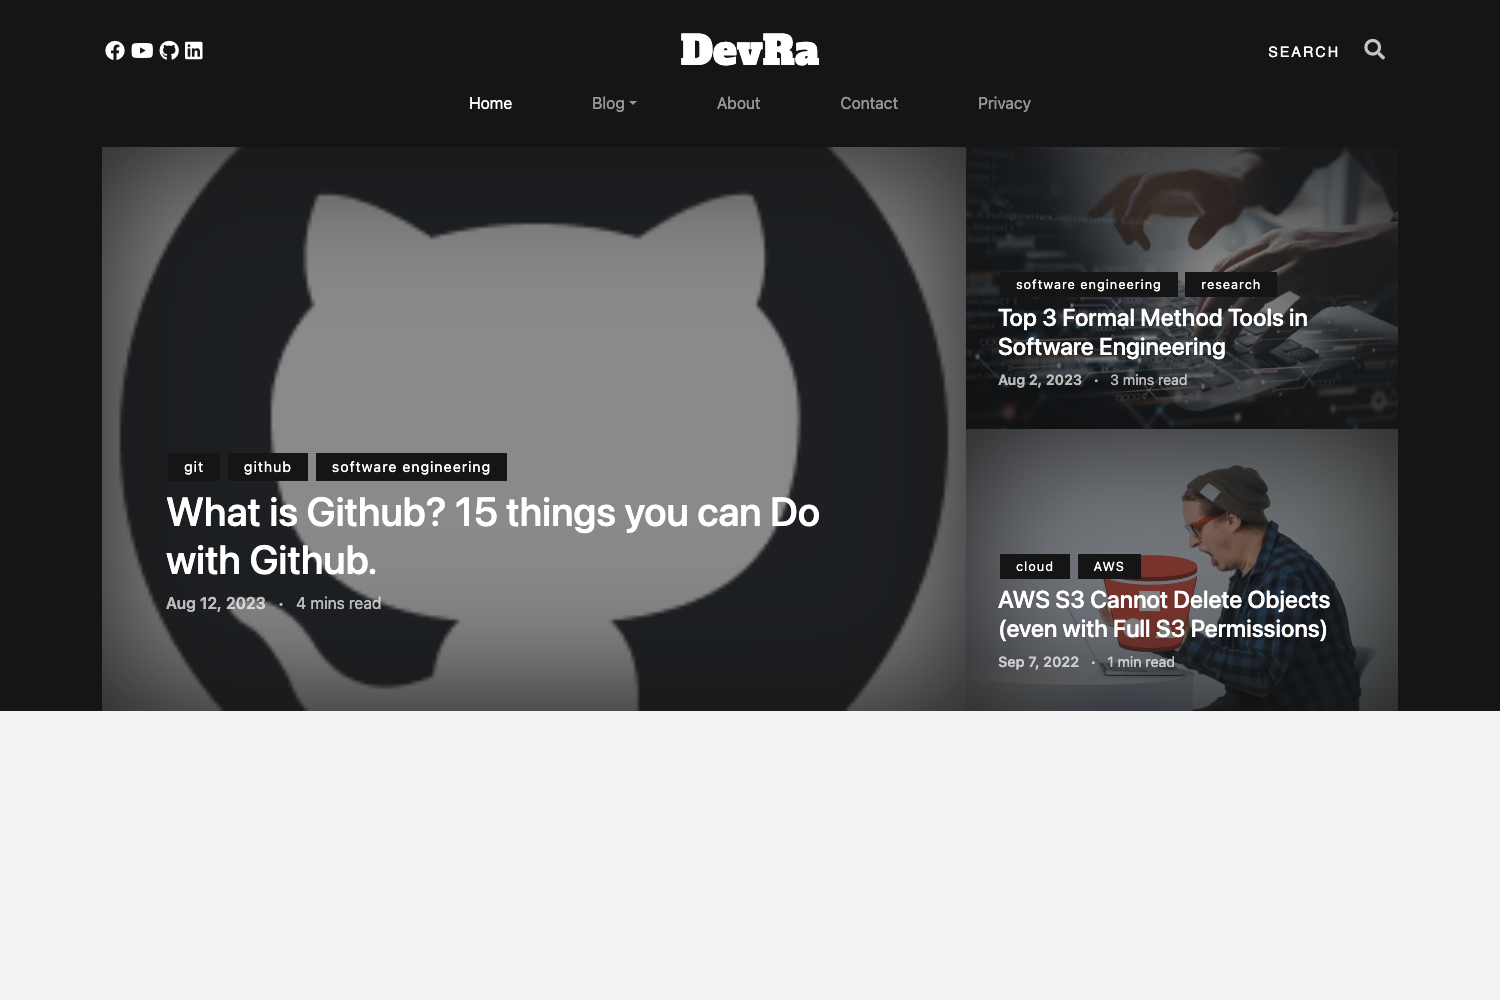 DevRa
SEARCH
Home Blog About Contact Privacy
git github software engineering
What is Github? 15 things you can Do
with Github.
Aug 12, 2023 • 4 mins read
software engineering research
Top 3 Formal Method Tools in
Software Engineering
Aug 2, 2023 • 3 mins read
cloud AWS
AWS S3 Cannot Delete Objects
(even with Full S3 Permissions)
Sep 7, 2022 • 1 min read